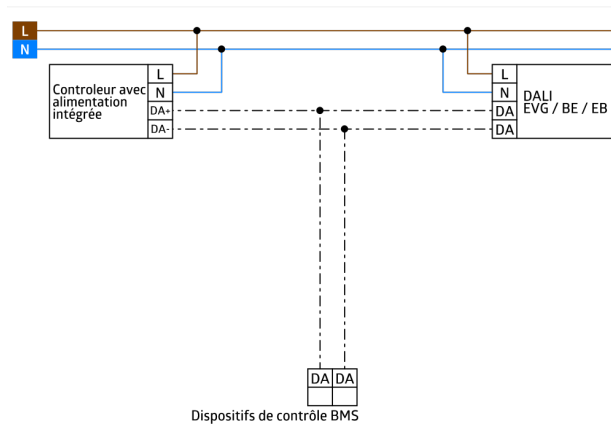 L
N
Controleur avec
alimentation
intégrée
L
N
DA+
DA-
L
N
DA
DA
DALI
EVG / BE / EB
DA DA
Dispositifs de contrôle BMS